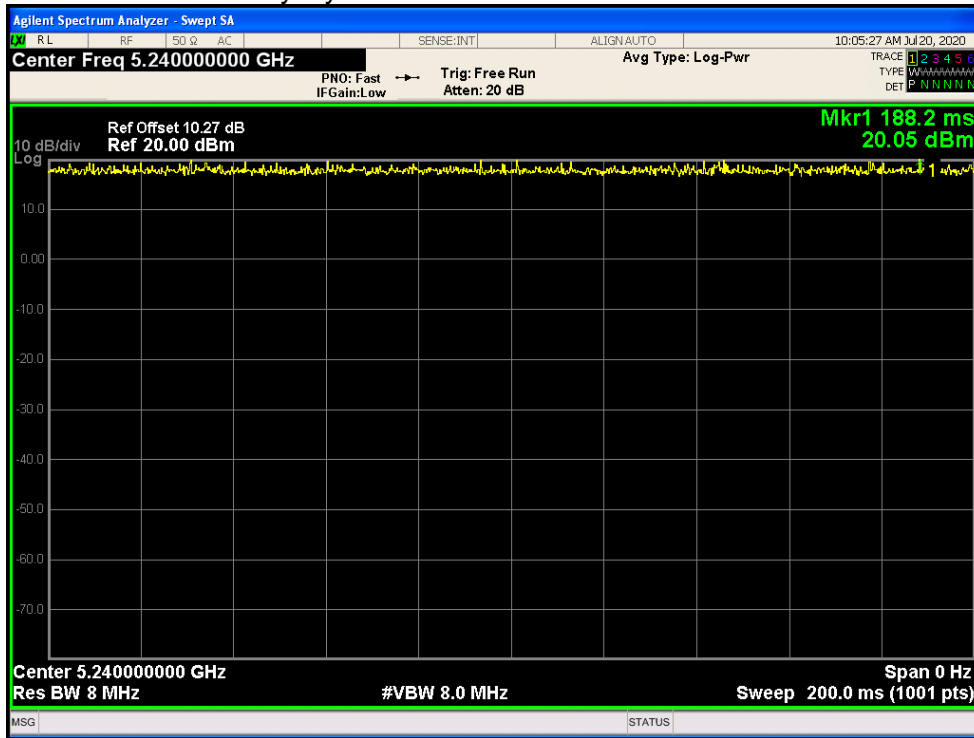 Agilent Spectrum Analyzer - Swept SA
LXI RL RF 50 Ω AC SENSE:INT ALIGN AUTO 10:05:27 AM Jul 20, 2020
Center Freq 5.240000000 GHz
PNO: Fast Trig: Free Run
IFGain:Low Atten: 20 dB
Avg Type: Log-Pwr
TRACE 1 2 3 4 5 6
TYPE W
DET P N N N N N
Mkr1 188.2 ms
20.05 dBm
Ref Offset 10.27 dB
10 dB/div Ref 20.00 dBm
Log
1
10.0
0.00
-10.0
-20.0
-30.0
-40.0
-50.0
-60.0
-70.0
Center 5.240000000 GHz Span 0 Hz
Res BW 8 MHz #VBW 8.0 MHz Sweep 200.0 ms (1001 pts)
MSG STATUS